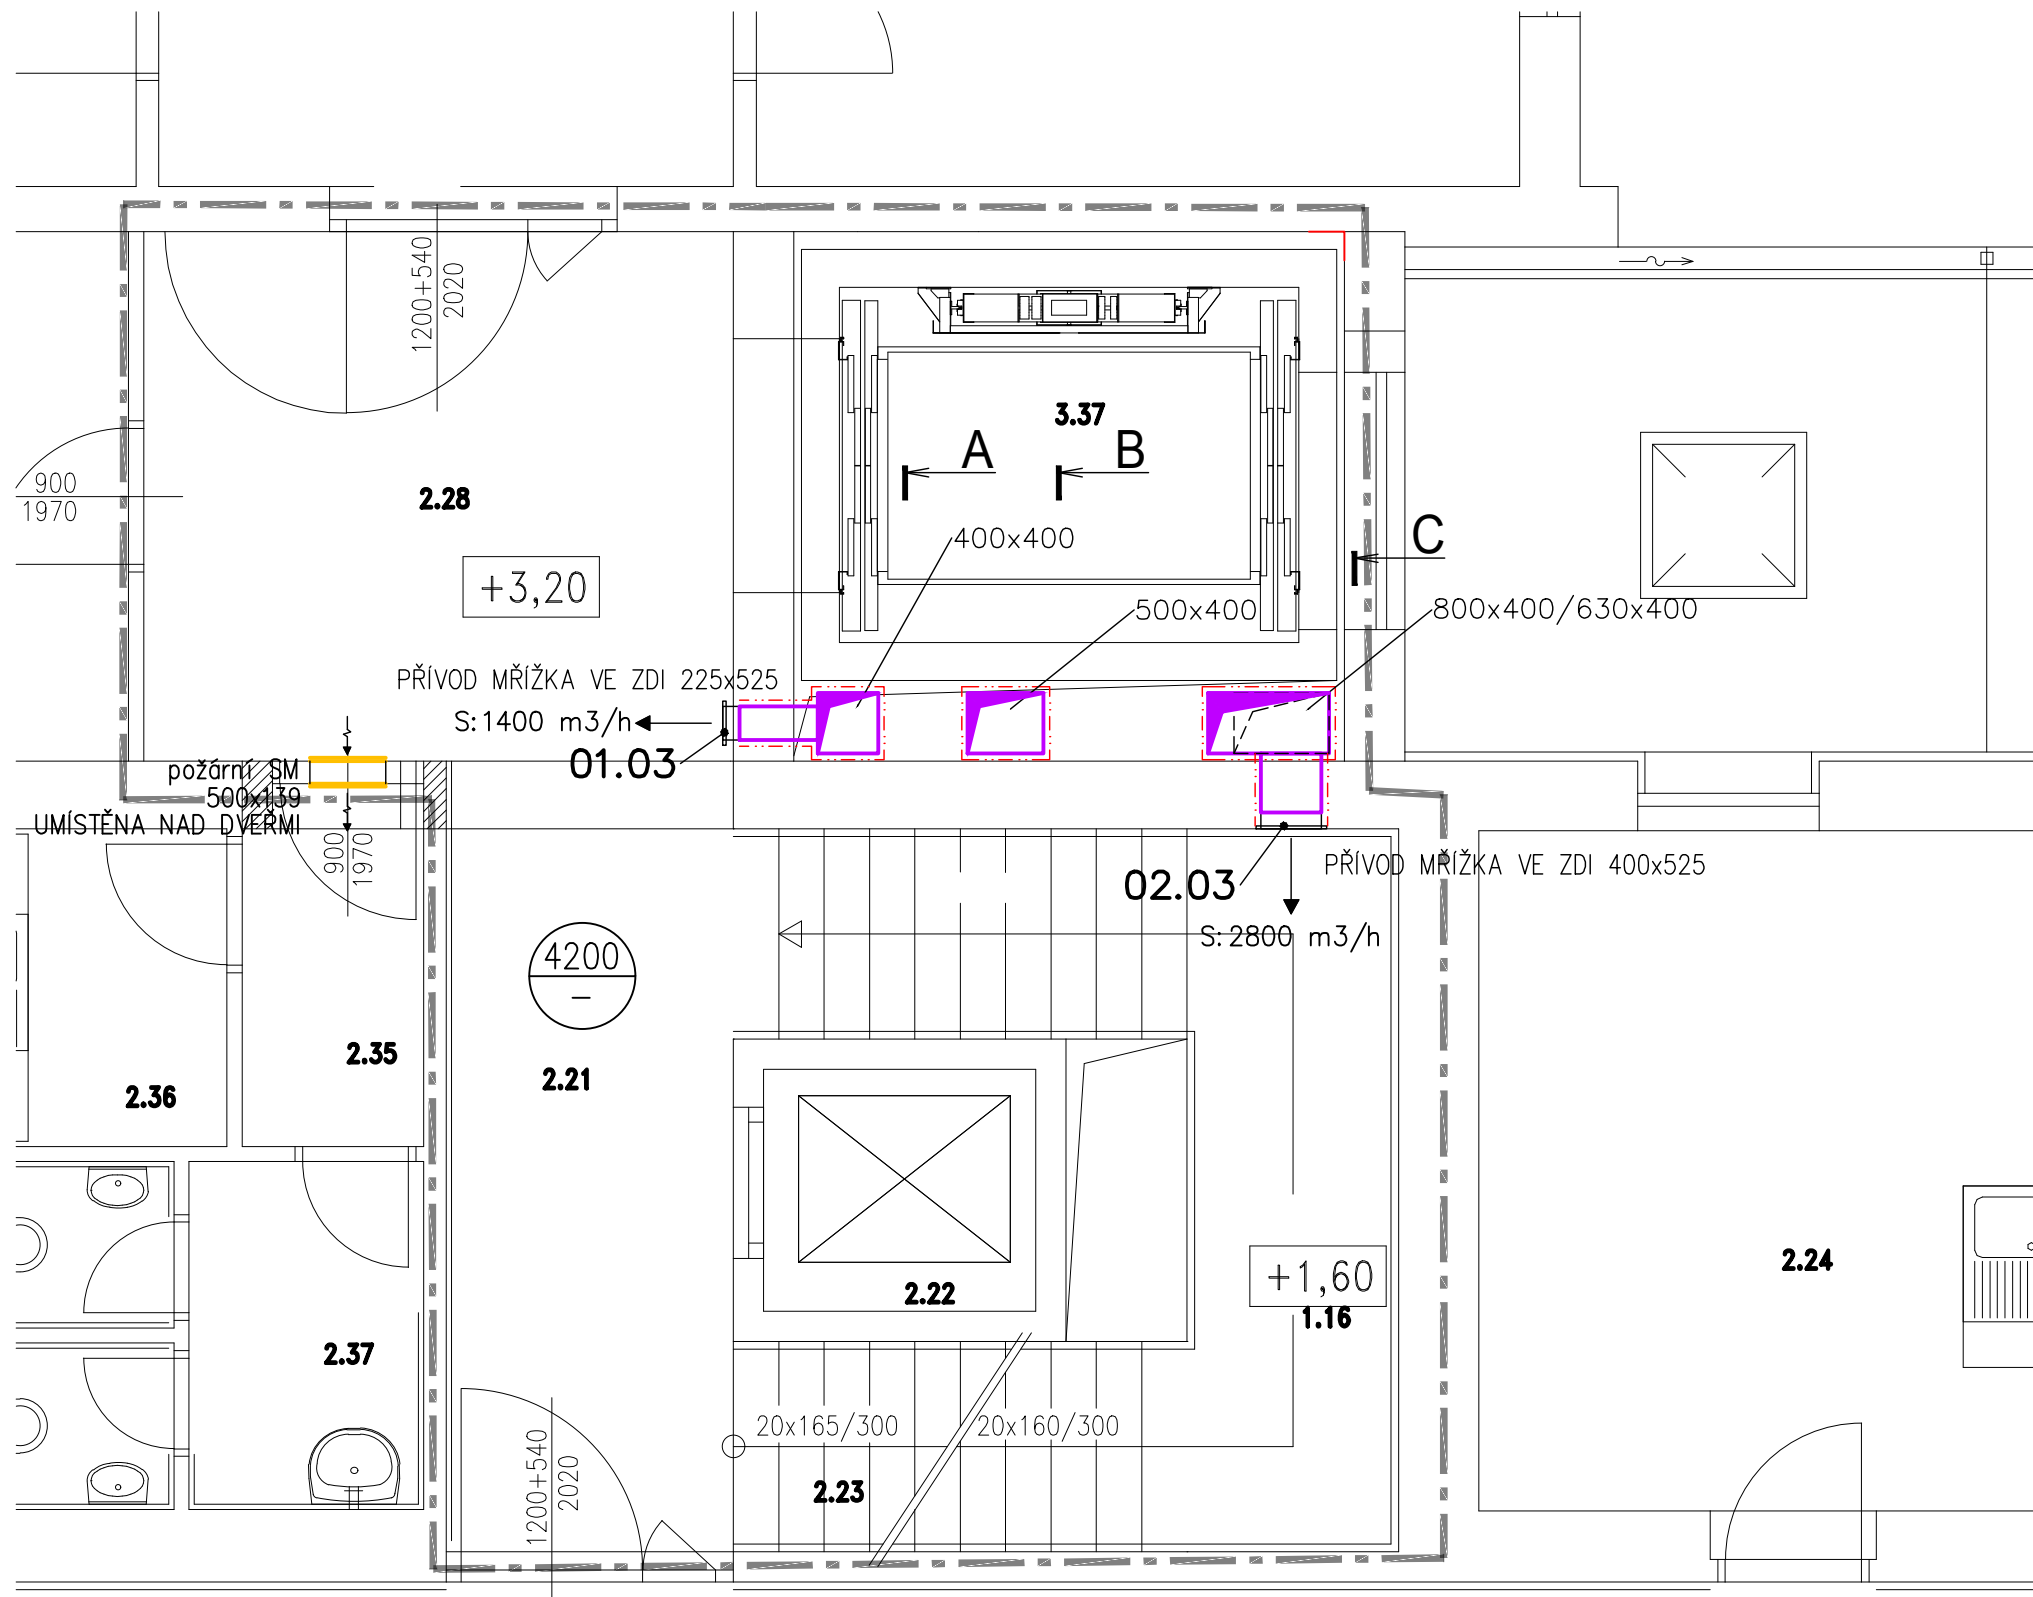 1200+540
2020
3.37
A
B
900
1970
2.28
400x400
C
+3,20
500x400
800x400/630x400
PŘÍVOD MŘÍŽKA VE ZDI 225x525
S:1400 m3/h
01.03
požární SM
500x139
UMÍSTĚNA NAD DVEŘMI
900
1970
PŘÍVOD MŘÍŽKA VE ZDI 400x525
02.03
S:2800 m3/h
4200
–
2.35
2.21
2.36
2.24
+1,60
2.22
1.16
2.37
20x165/300
20x160/300
1200+540
2020
2.23